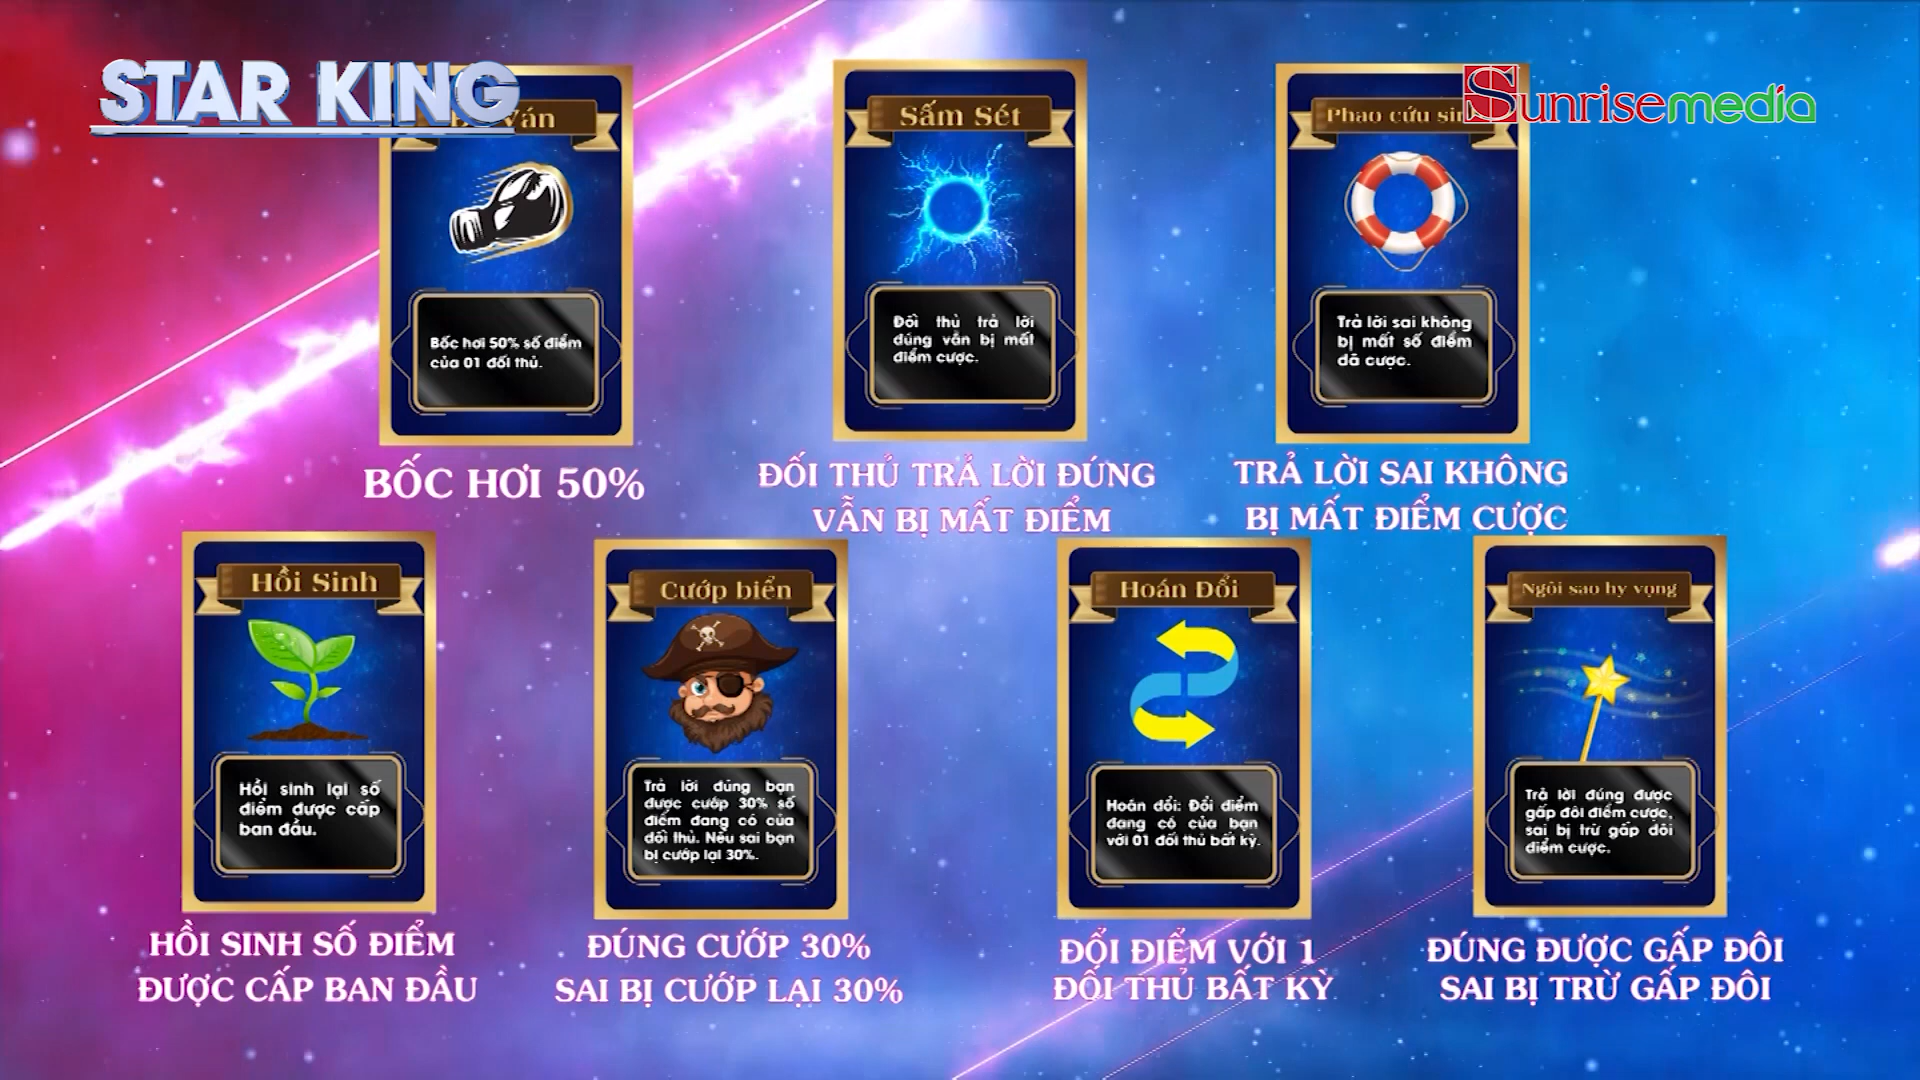 STAR KING
Sunrisemedia
Ván
Sấm Sét
Phao cứu
Bốc hơi 50% số điểm
của 01 đối thủ.
Đối thủ trả lời
đúng vẫn bị mất
điểm cược.
Trả lời sai không
bị mất số điểm
đã cược.
BỐC HƠI 50%
ĐỐI THỦ TRẢ LỜI ĐÚNG
VẪN BỊ MẤT ĐIỂM
TRẢ LỜI SAI KHÔNG
BỊ MẤT ĐIỂM CƯỢC
Hồi Sinh
Cướp biển
Hoán Đổi
Ngôi sao hy vọng
Hồi sinh lại số
điểm được cấp
ban đầu.
Trả lời đúng bạn
được cướp 30% số
điểm đang có của
đối thủ. Nếu sai bạn
bị cướp lại 30%.
Hoán đổi: Đổi điểm
đang có của bạn
với 01 đối thủ bất kỳ.
Trả lời đúng được
gấp đôi điểm cược,
sai bị trừ gấp đôi
điểm cược.
HỒI SINH SỐ ĐIỂM
ĐƯỢC CẤP BAN ĐẦU
ĐÚNG CƯỚP 30%
SAI BỊ CƯỚP LẠI 30%
ĐỔI ĐIỂM VỚI 1
ĐỐI THỦ BẤT KỲ
ĐÚNG ĐƯỢC GẤP ĐÔI
SAI BỊ TRỪ GẤP ĐÔI